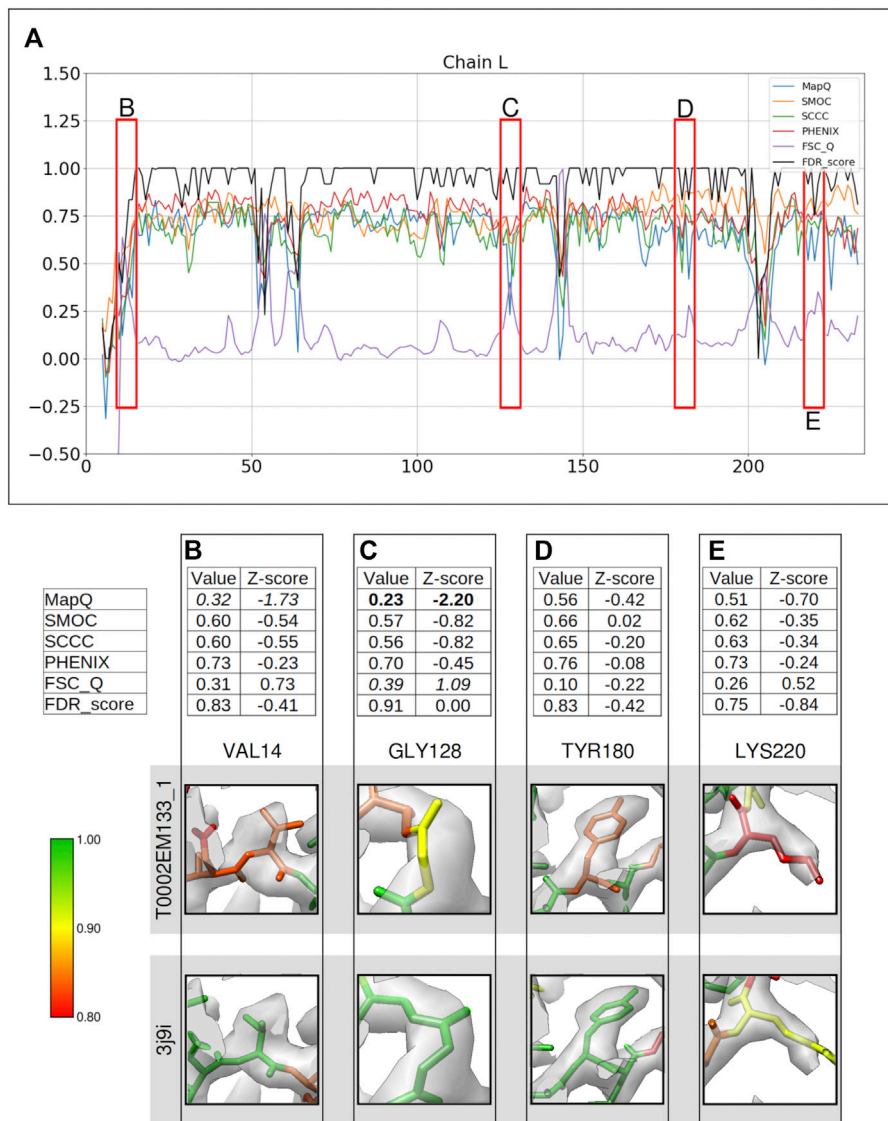 A
Chain L
1.50
1.25
1.00
0.75
0.50
0.25
0.00
−0.25
−0.50
0
50
100
150
200
B
C
D
E
MapQ
SMOC
SCCC
PHENIX
FSC_Q
FDR_score
B
C
D
E
Value Z-score Value Z-score Value Z-score Value Z-score
MapQ 0.32 -1.73 0.23 -2.20 0.56 -0.42 0.51 -0.70
SMOC 0.60 -0.54 0.57 -0.82 0.66 0.02 0.62 -0.35
SCCC 0.60 -0.55 0.56 -0.82 0.65 -0.20 0.63 -0.34
PHENIX 0.73 -0.23 0.70 -0.45 0.76 -0.08 0.73 -0.24
FSC_Q 0.31 0.73 0.39 1.09 0.10 -0.22 0.26 0.52
FDR_score 0.83 -0.41 0.91 0.00 0.83 -0.42 0.75 -0.84
VAL14 GLY128 TYR180 LYS220
T0002EM133_1
1.00
0.90
0.80
3j9i